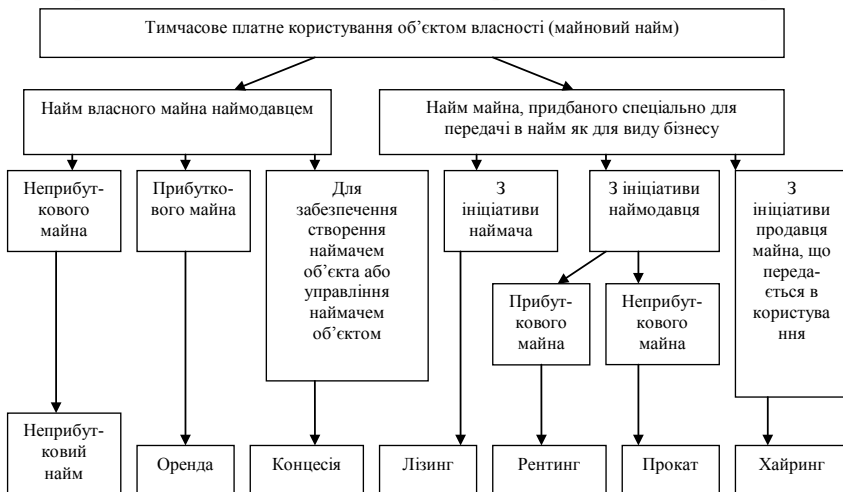 Тимчасове платне користування об’єктом власності (майновий найм)
Найм власного майна наймодавцем
Найм майна, придбаного спеціально для
передачі в найм як для виду бізнесу
Неприбут-
кового
майна
Прибутко-
вого майна
Для
забезпечення
створення
наймачем
об’єкта або
управління
наймачем
об’єктом
З
ініціативи
наймача
З ініціативи
наймодавця
З
ініціативи
продавця
майна, що
переда-
ється в
користува
ння
Прибут-
кового
майна
Неприбут-
кового
майна
Неприбут-
ковий
найм
Оренда
Концесія
Лізинг
Рентинг
Прокат
Хайринг